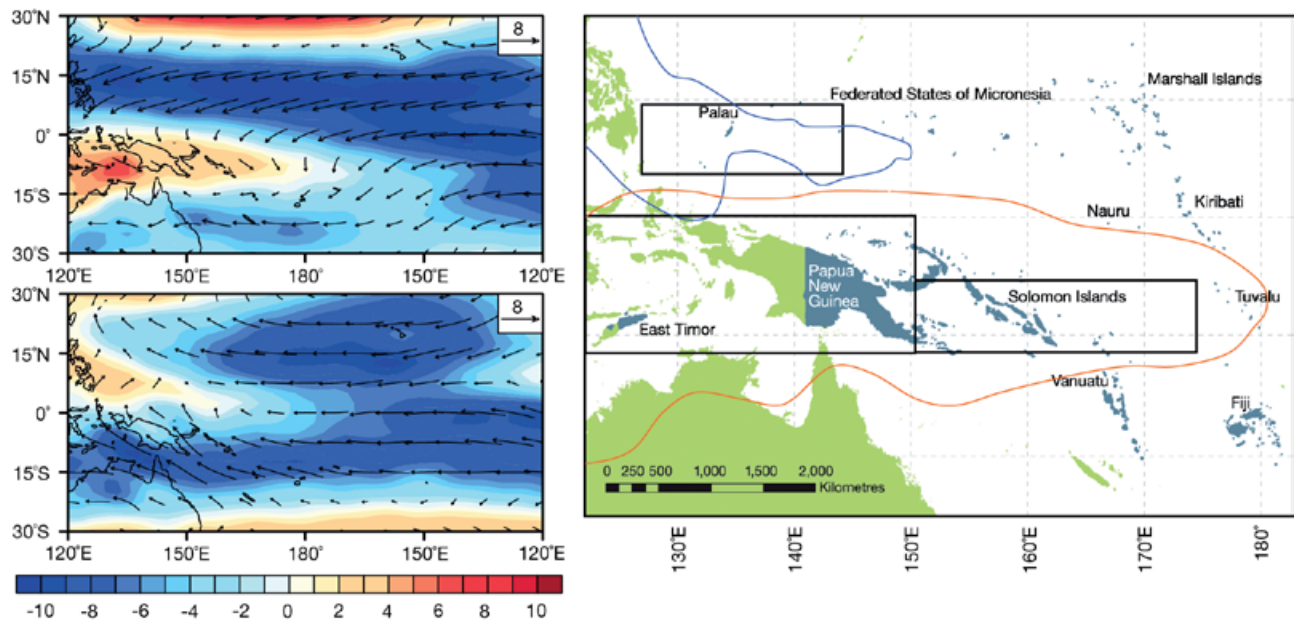 30°N
15°N
0°
15°S
30°S
120°E 150°E 180° 150°E 120°E
8
30°N
15°N
0°
15°S
30°S
120°E 150°E 180° 150°E 120°E
8
-10 -8 -6 -4 -2 0 2 4 6 8 10
Marshall Islands
Federated States of Micronesia
Palau
Kiribati
Nauru
Papua
New
Guinea
Solomon Islands
Tuvalu
East Timor
Vanuatu
Fiji
0 250 500 1,000 1,500 2,000
Kilometres
130°E 140°E 150°E 160°E 170°E 180°